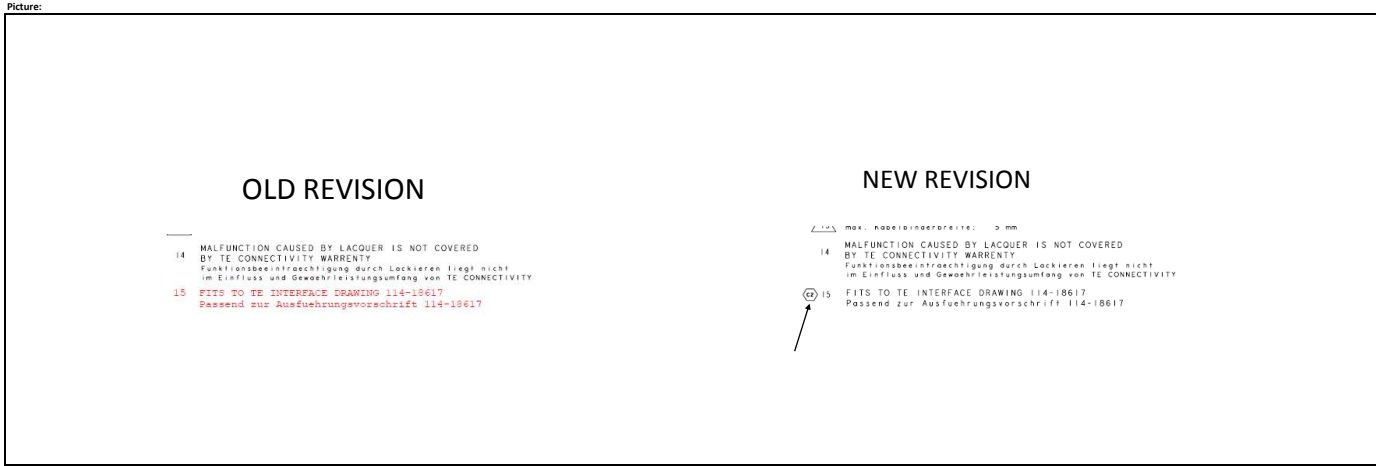 Picture:
OLD REVISION
14 MALFUNCTION CAUSED BY LACQUER IS NOT COVERED
BY TE CONNECTIVITY WARRENTY
Funktionsbeeintraechtigung durch Lackieren liegt nicht
im Einfluss und Gewaehrleistungsumfang von TE CONNECTIVITY
15 FITS TO TE INTERFACE DRAWING 114-18617
Passend zur Ausfuehrungsvorschrift 114-18617
NEW REVISION
max. Kabelbinderbreite: 5 mm
14 MALFUNCTION CAUSED BY LACQUER IS NOT COVERED
BY TE CONNECTIVITY WARRENTY
Funktionsbeeintraechtigung durch Lackieren liegt nicht
im Einfluss und Gewaehrleistungsumfang von TE CONNECTIVITY
C2 15 FITS TO TE INTERFACE DRAWING 114-18617
Passend zur Ausfuehrungsvorschrift 114-18617